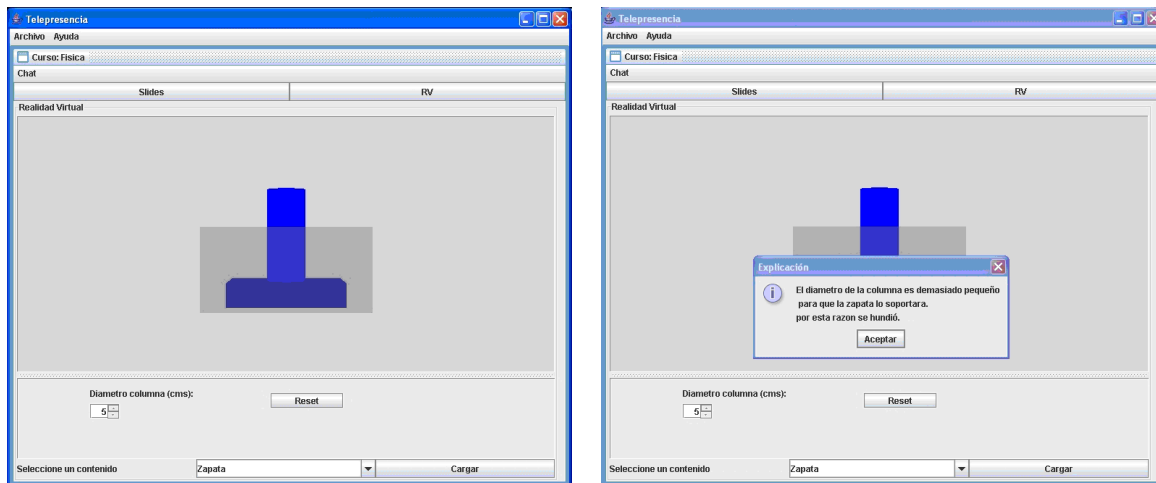 Telepresencia
Archivo Ayuda
Curso: Fisica
Chat
Slides RV
Realidad Virtual
Diametro columna (cms):
5
Reset
Seleccione un contenido Zapata Cargar
Telepresencia
Archivo Ayuda
Curso: Fisica
Chat
Slides RV
Realidad Virtual
Explicación
i
El diametro de la columna es demasiado pequeño
para que la zapata lo soportara.
por esta razon se hundió.
Aceptar
Diametro columna (cms):
5
Reset
Seleccione un contenido Zapata Cargar